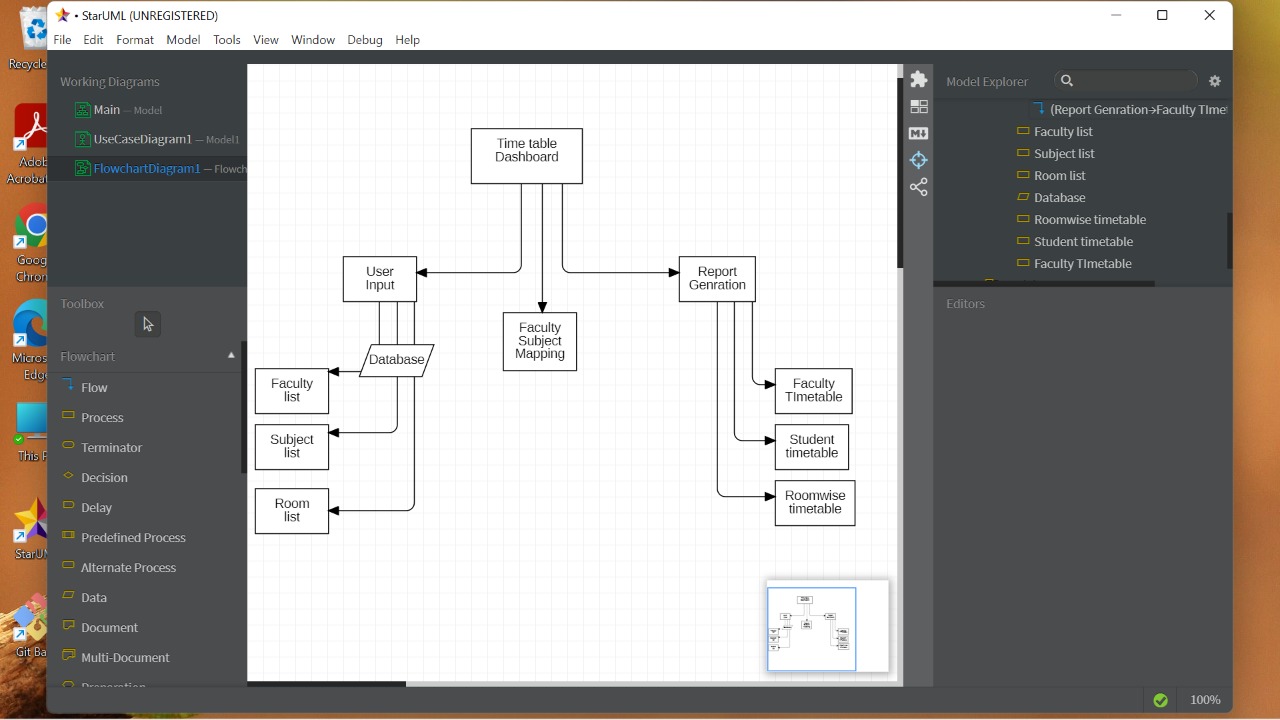 • StarUML (UNREGISTERED)
File Edit Format Model Tools View Window Debug Help
Recycle
Adob
Acrobat
Goog
Chron
Micros
Edge
This P
StarUM
Git Ba
Working Diagrams
Main — Model
UseCaseDiagram1 — Model1
FlowchartDiagram1 — Flowch
Toolbox
Flowchart
Flow
Process
Terminator
Decision
Delay
Predefined Process
Alternate Process
Data
Document
Multi-Document
Preparation
Time table
Dashboard
User
Input
Report
Genration
Faculty
Subject
Mapping
Database
Faculty
list
Subject
list
Room
list
Faculty
TImetable
Student
timetable
Roomwise
timetable
M↓
Model Explorer
(Report Genration→Faculty TImet
Faculty list
Subject list
Room list
Database
Roomwise timetable
Student timetable
Faculty TImetable
Editors
100%